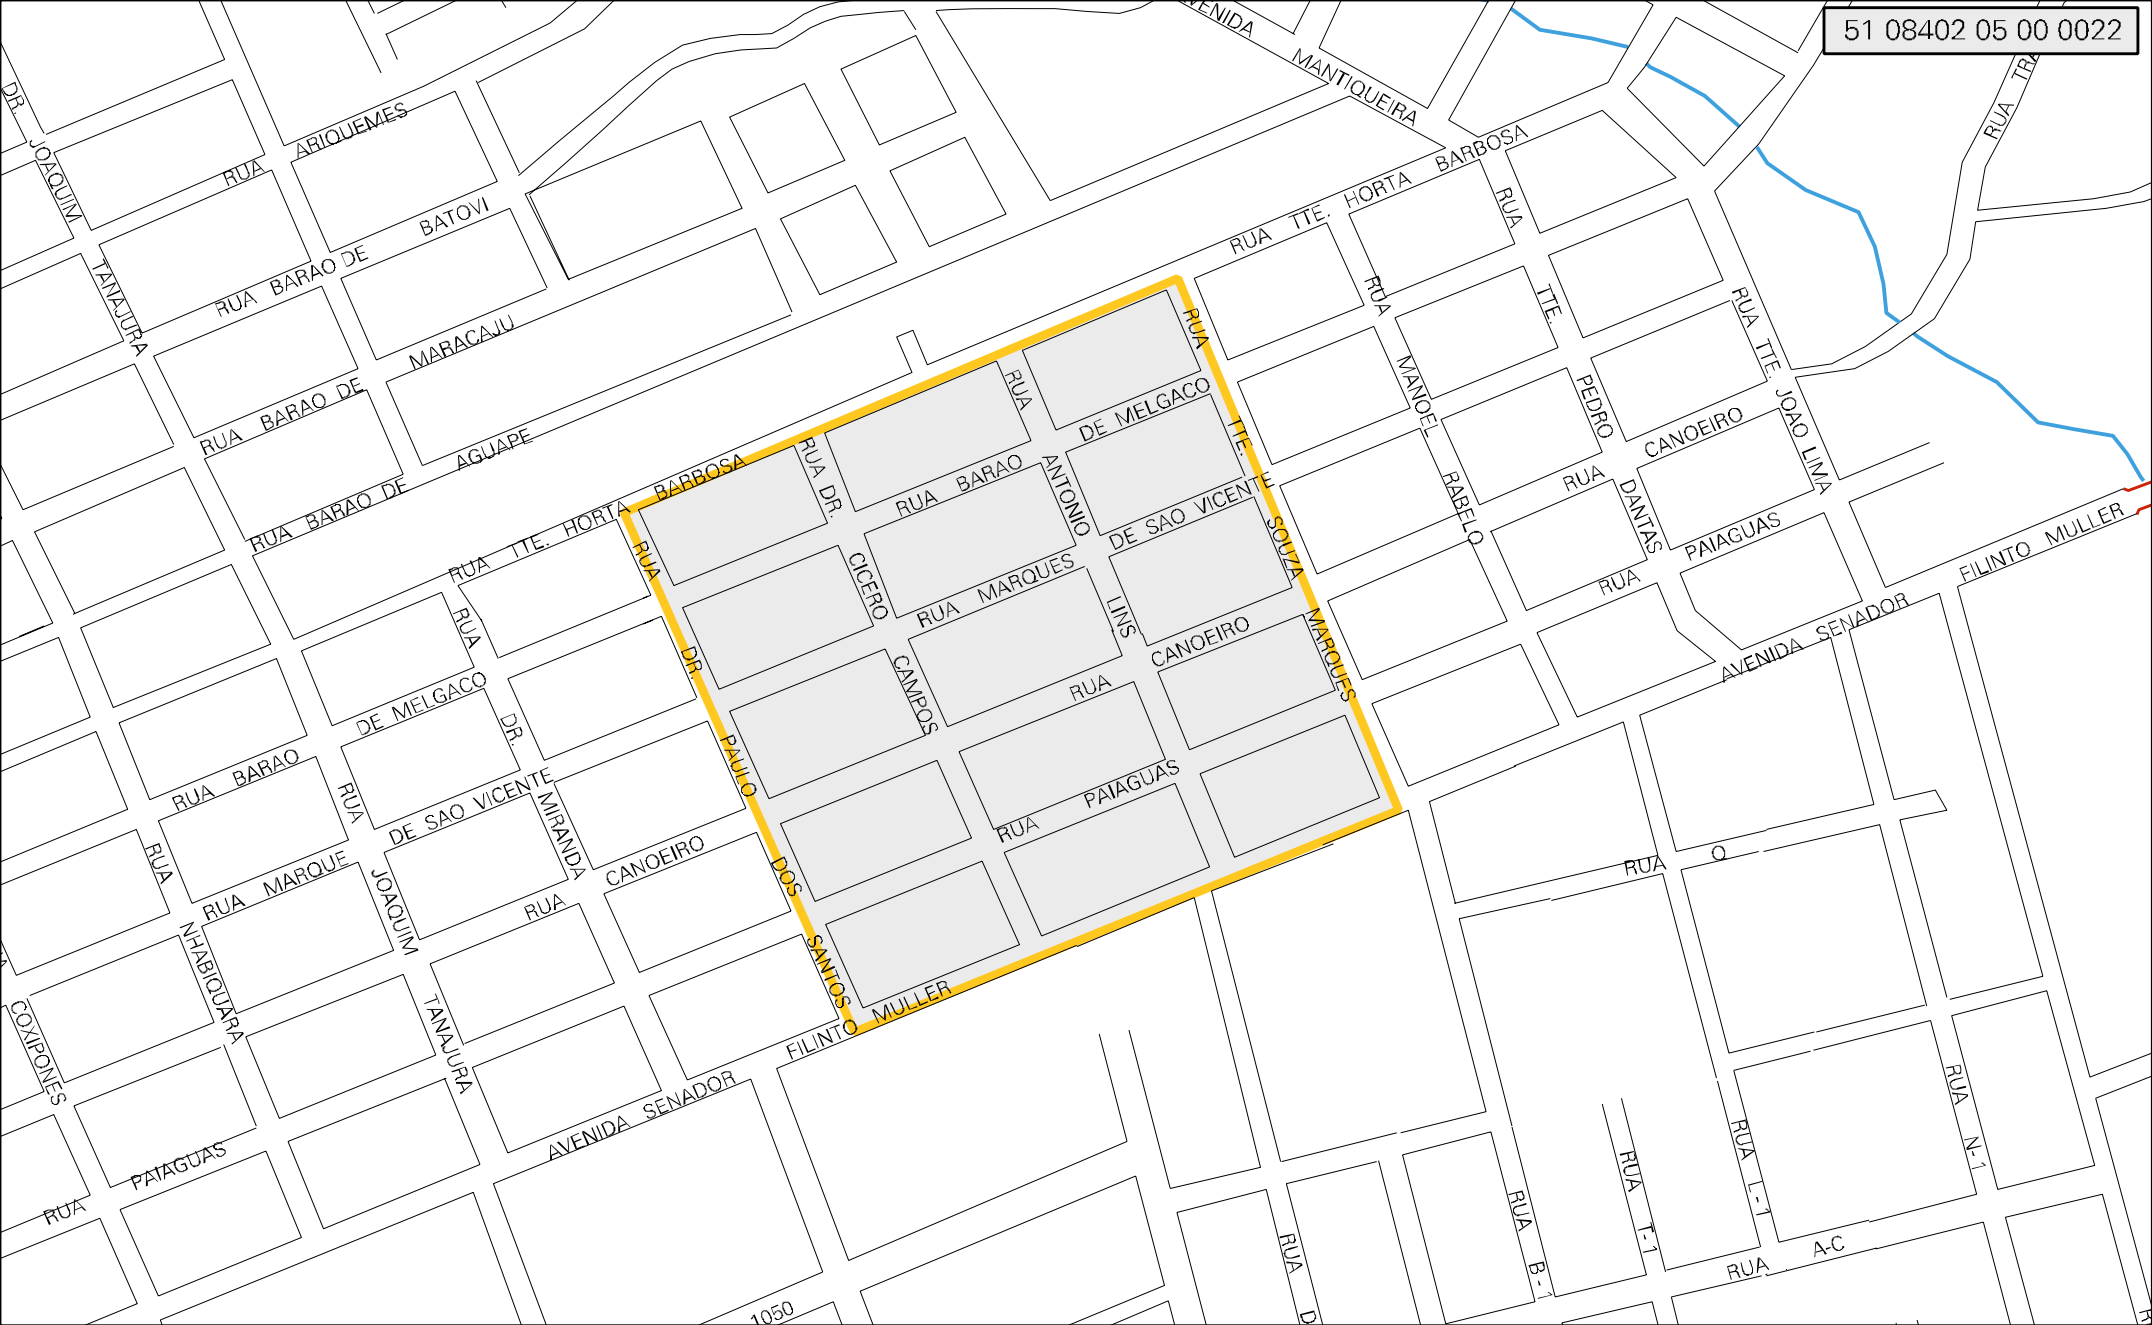 51 08402 05 00 0022
AVENIDA MANTIQUEIRA
RUA TRA
DR. JOAQUIM TANAJURA
RUA ARIQUEMES
RUA BARAO DE BATOVI
RUA BARAO DE MARACAJU
RUA BARAO DE AGUAPE
RUA TTE. HORTA BARBOSA
RUA TTE. HORTA BARBOSA
RUA MANOEL RABELO
RUA TTE. PEDRO DANTAS
RUA TTE. JOAO LIMA
RUA TTE. SOUZA MARQUES
RUA ANTONIO LINS
RUA DR. CICERO CAMPOS
RUA DR. PAULO DOS SANTOS
RUA BARAO DE MELGACO
RUA MARQUES DE SAO VICENTE
RUA CANOEIRO
RUA PAIAGUAS
RUA CANOEIRO
RUA PAIAGUAS
AVENIDA SENADOR FILINTO MULLER
RUA DR. MIRANDA
RUA BARAO DE MELGACO
RUA MARQUE DE SAO VICENTE
RUA CANOEIRO
RUA JOAQUIM TANAJURA
RUA NHABIQUARA
COXIPONES
RUA PAIAGUAS
AVENIDA SENADOR FILINTO MULLER
RUA Q
RUA N-1
RUA L-1
RUA T-1
RUA B-1
RUA D
RUA A-C
1050